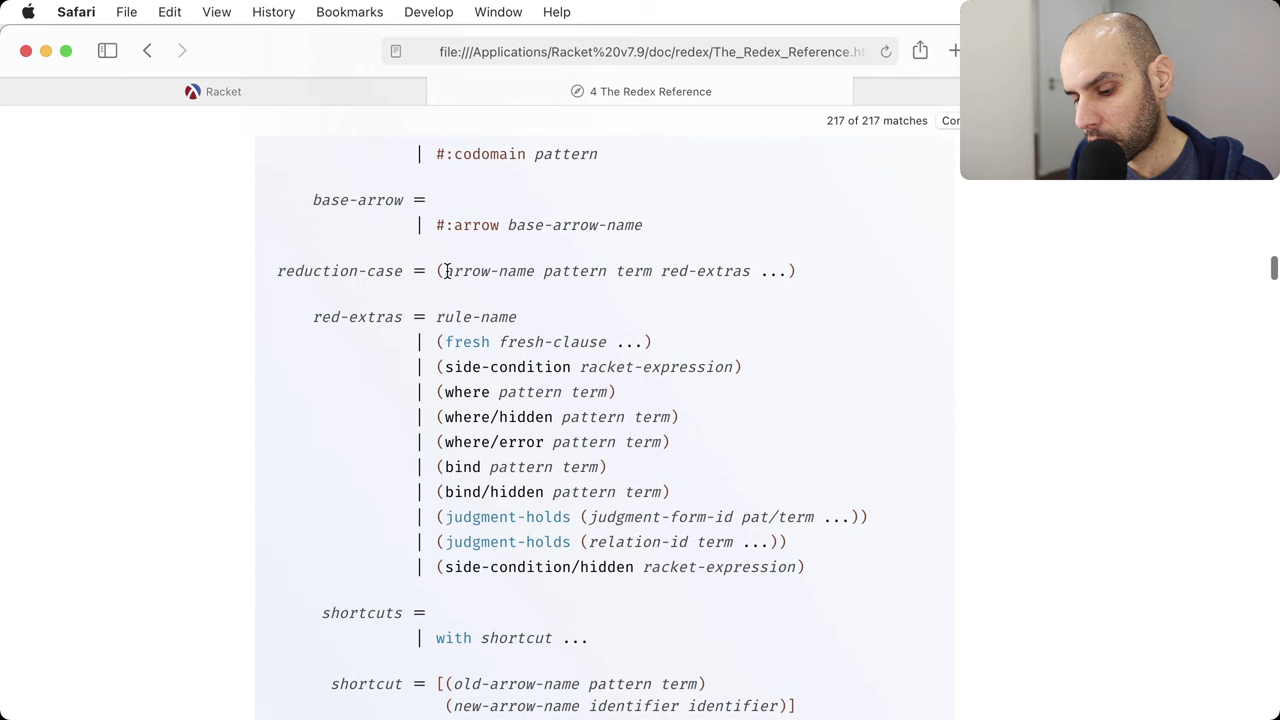 Safari File Edit View History Bookmarks Develop Window Help
file:///Applications/Racket%20v7.9/doc/redex/The_Redex_Reference.ht
Racket
4 The Redex Reference
217 of 217 matches
Con
| #:codomain pattern
base-arrow =
| #:arrow base-arrow-name
reduction-case = (arrow-name pattern term red-extras ...)
red-extras = rule-name
| (fresh fresh-clause ...)
| (side-condition racket-expression)
| (where pattern term)
| (where/hidden pattern term)
| (where/error pattern term)
| (bind pattern term)
| (bind/hidden pattern term)
| (judgment-holds (judgment-form-id pat/term ...))
| (judgment-holds (relation-id term ...))
| (side-condition/hidden racket-expression)
shortcuts =
| with shortcut ...
shortcut = [(old-arrow-name pattern term)
(new-arrow-name identifier identifier)]